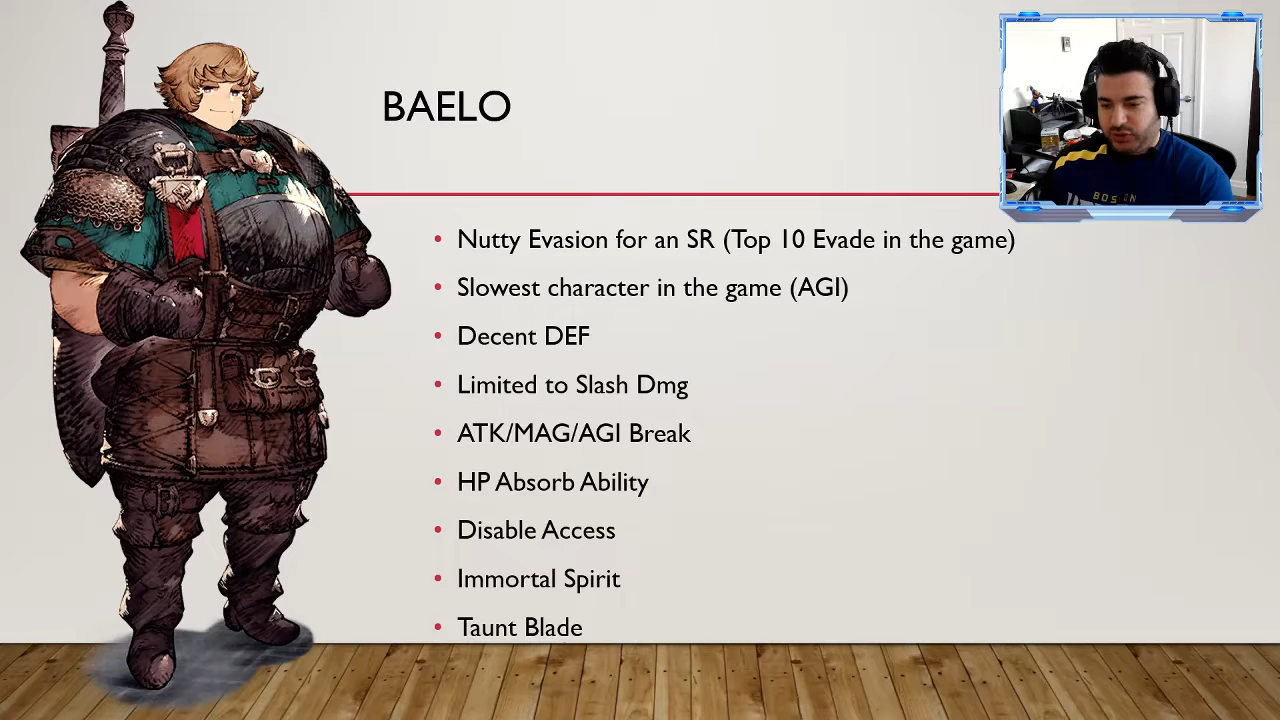 BAELO
• Nutty Evasion for an SR (Top 10 Evade in the game)
• Slowest character in the game (AGI)
• Decent DEF
• Limited to Slash Dmg
• ATK/MAG/AGI Break
• HP Absorb Ability
• Disable Access
• Immortal Spirit
• Taunt Blade